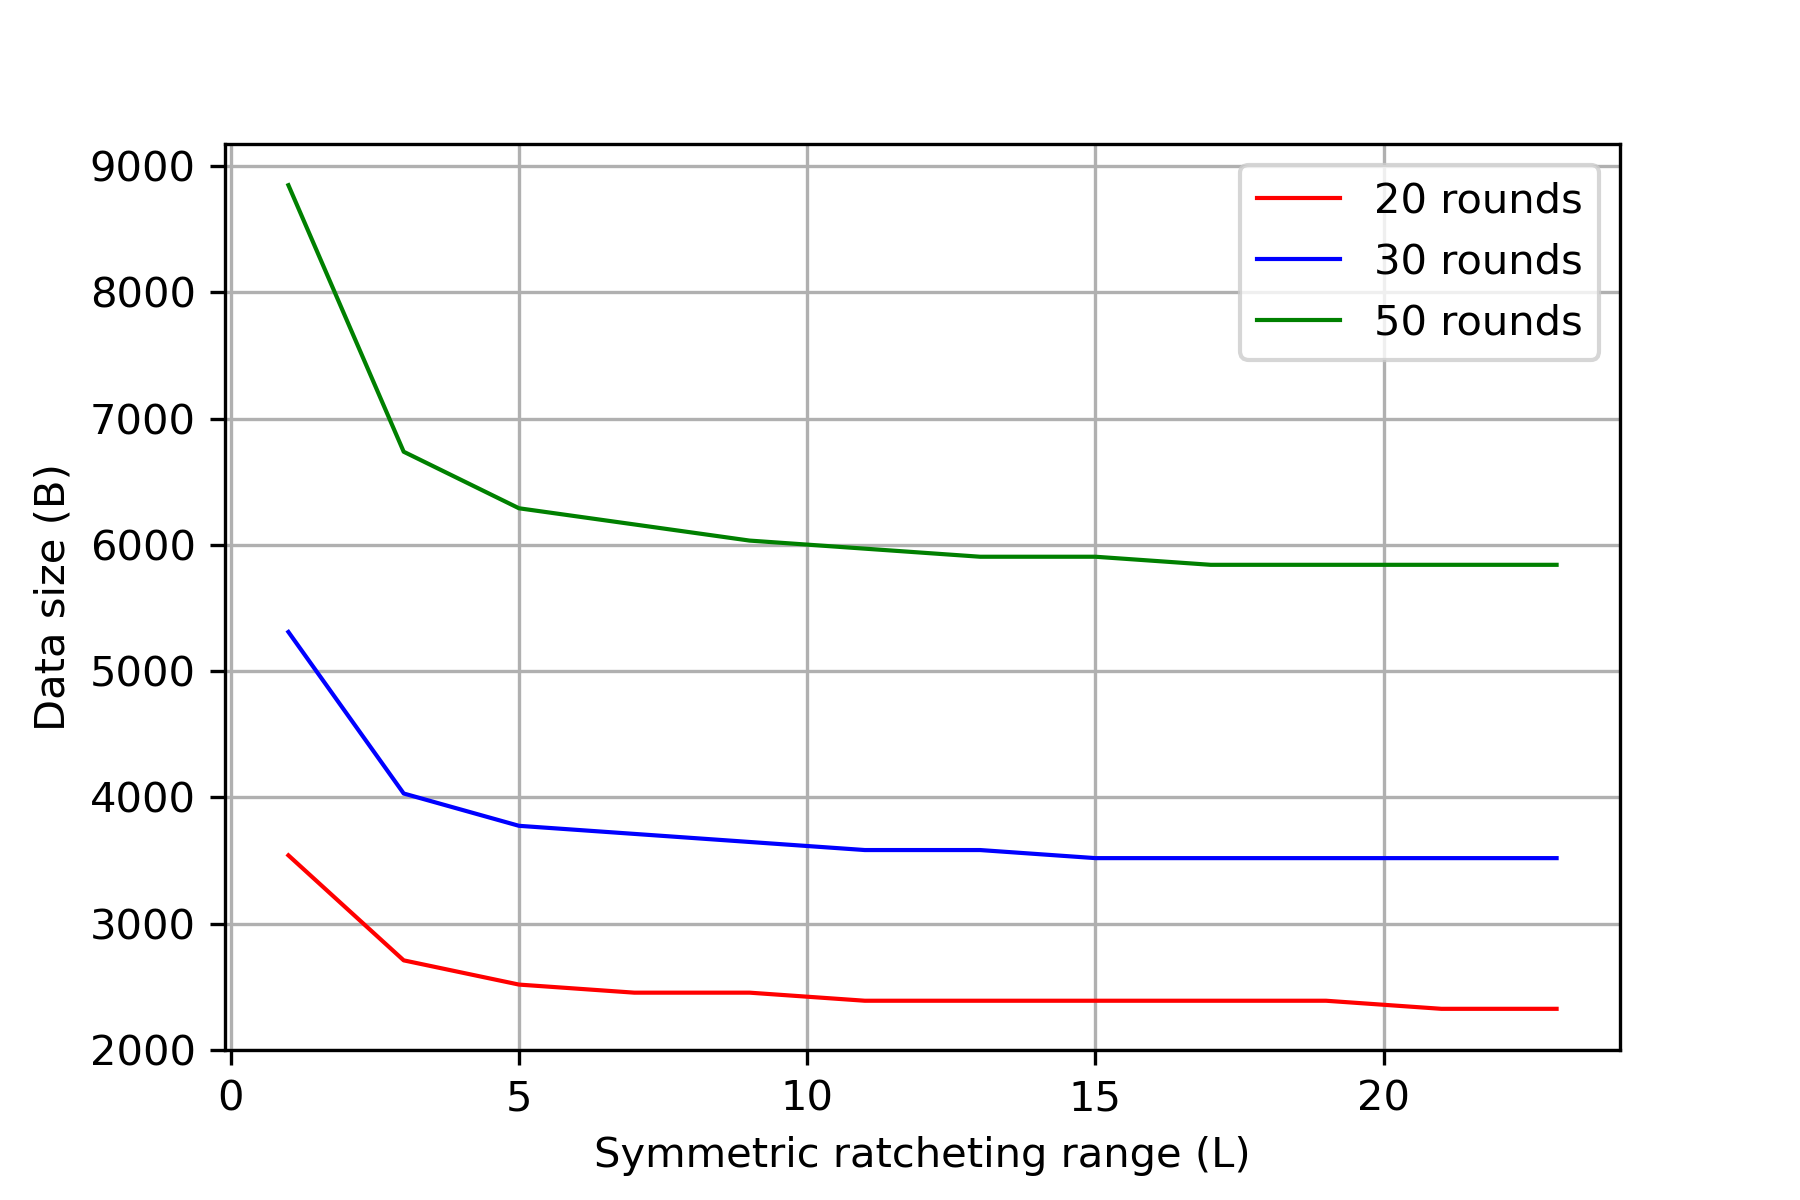 9000
8000
7000
6000
5000
4000
3000
2000
0 5 10 15 20
Data size (B)
Symmetric ratcheting range (L)
20 rounds
30 rounds
50 rounds